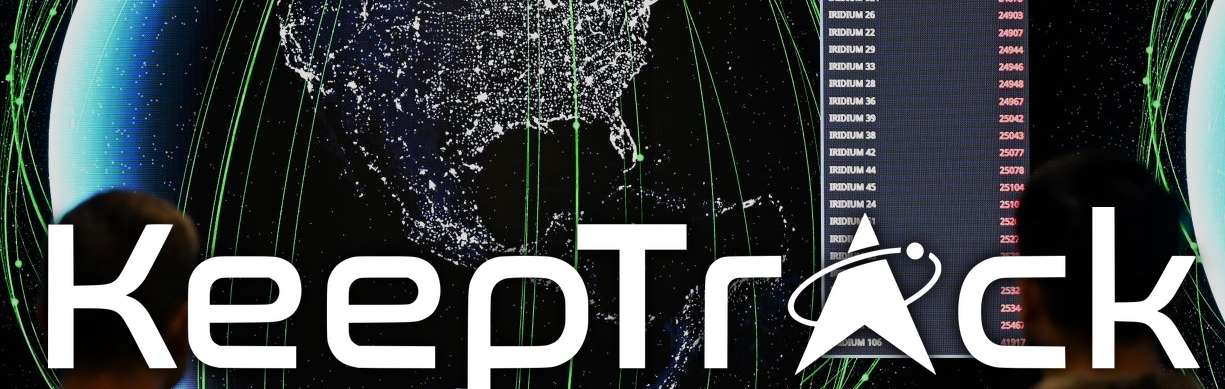 IRIDIUM 26 24903
IRIDIUM 22 24907
IRIDIUM 29 24944
IRIDIUM 33 24946
IRIDIUM 28 24948
IRIDIUM 36 24967
IRIDIUM 39 25042
IRIDIUM 38 25043
IRIDIUM 42 25077
IRIDIUM 44 25078
IRIDIUM 45 25104
IRIDIUM 24
KeepTrack
41917